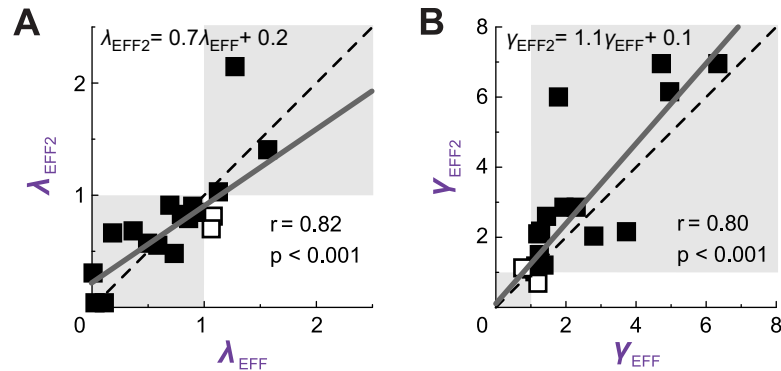 A
λEFF2 = 0.7λEFF + 0.2
2
1
0
1
2
λEFF2
λEFF
r = 0.82
p < 0.001
B
γEFF2 = 1.1γEFF + 0.1
8
6
4
2
0
2
4
6
8
γEFF2
γEFF
r = 0.80
p < 0.001